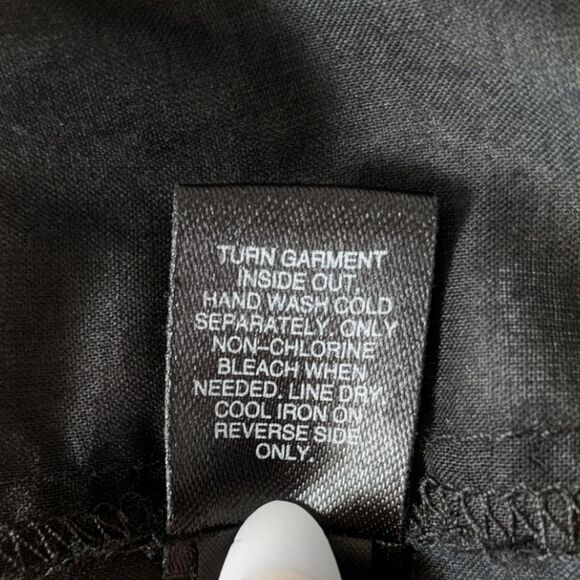 TURN GARMENT
INSIDE OUT.
HAND WASH COLD
SEPARATELY. ONLY
NON-CHLORINE
BLEACH WHEN
NEEDED. LINE DRY.
COOL IRON ON
REVERSE SIDE
ONLY.